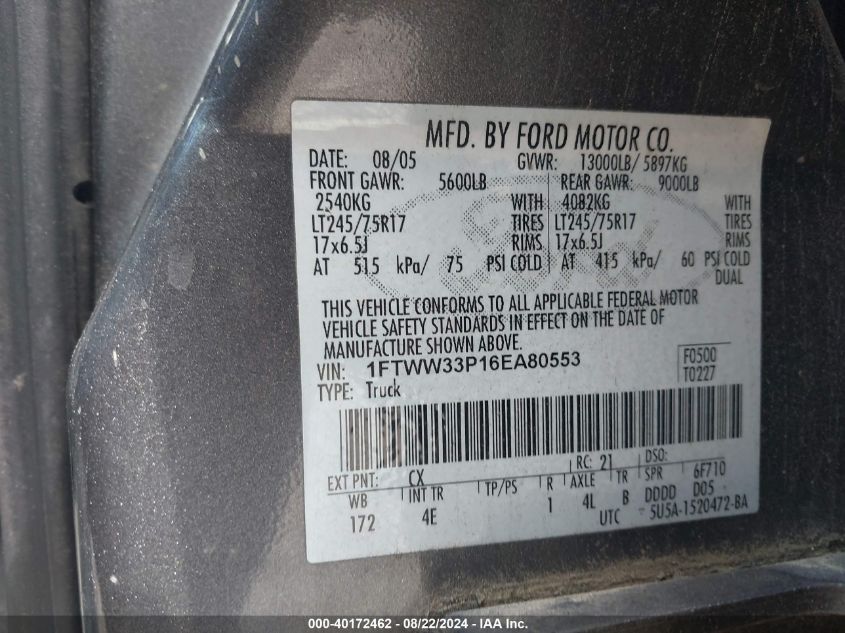 MFD. BY FORD MOTOR CO.
DATE: 08/05 GVWR: 13000LB/ 5897KG
FRONT GAWR: 5600LB REAR GAWR: 9000LB
2540KG WITH 4082KG WITH
LT245/75R17 TIRES LT245/75R17 TIRES
17x6.5J RIMS 17x6.5J RIMS
AT 515 kPa/ 75 PSI COLD AT 415 kPa/ 60 PSI COLD
DUAL
THIS VEHICLE CONFORMS TO ALL APPLICABLE FEDERAL MOTOR
VEHICLE SAFETY STANDARDS IN EFFECT ON THE DATE OF
MANUFACTURE SHOWN ABOVE.
VIN: 1FTWW33P16EA80553 F0500
TYPE: Truck T0227
EXT PNT: CX RC: 21 DSO:
WB INT TR TP/PS R AXLE TR SPR 6F710
172 4E 1 4L B DDDD D05
UTC 5U5A-1520472-BA
000-40172462 - 08/22/2024 - IAAI Inc.